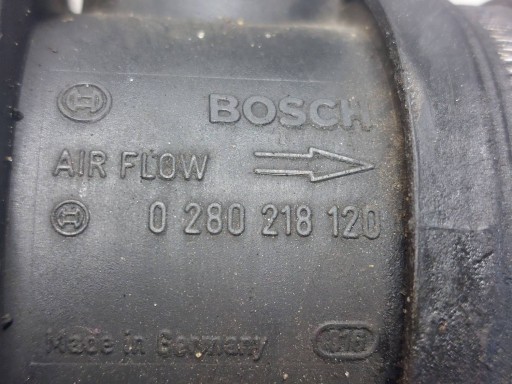 BOSCH
AIR FLOW
0 280 218 120
Made in Germany